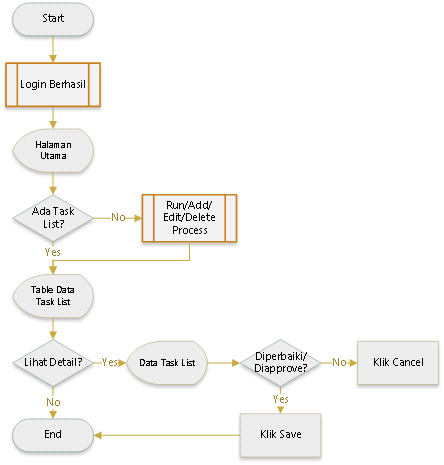 Start
Login Berhasil
Halaman
Utama
Ada Task
List?
No
Run/Add/
Edit/Delete
Process
Yes
Table Data
Task List
Lihat Detail?
Yes
Data Task List
Diperbaiki/
Diapprove?
No
Klik Cancel
No
Yes
End
Klik Save